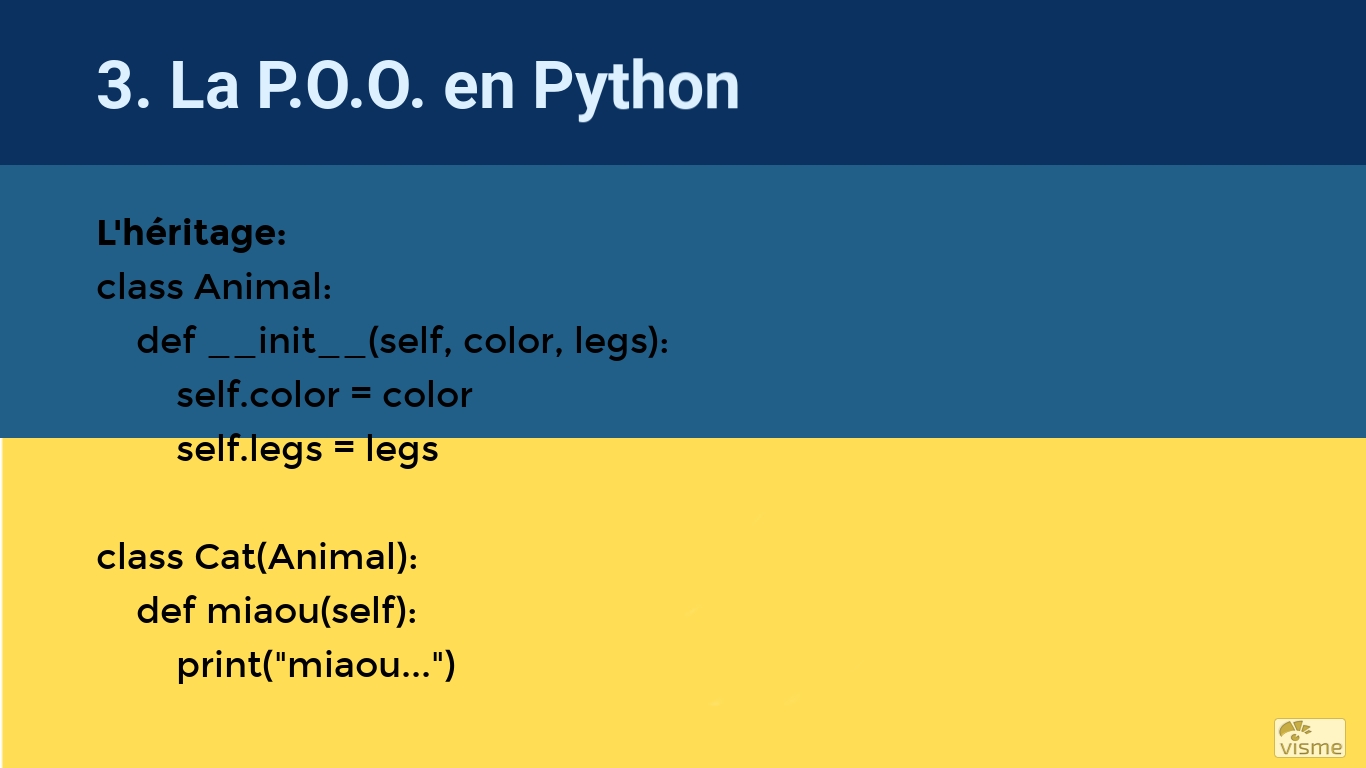 3. La P.O.O. en Python
L'héritage:
class Animal:
    def __init__(self, color, legs):
        self.color = color
        self.legs = legs
class Cat(Animal):
    def miaou(self):
        print("miaou...")
visme